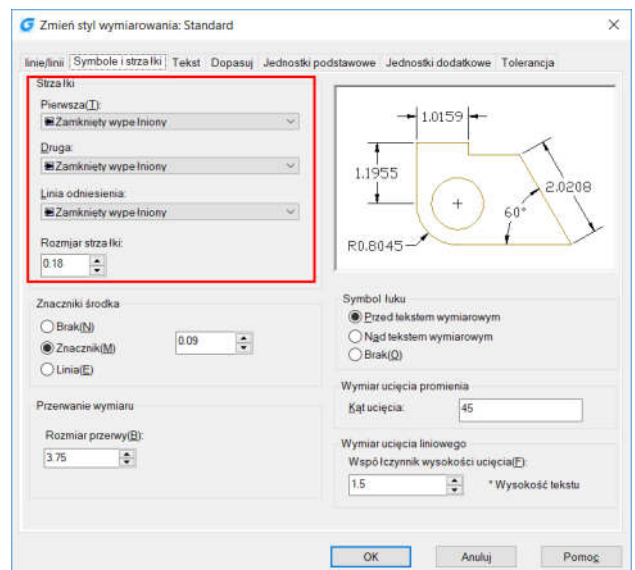 Zmień styl wymiarowania: Standard
linie/linii Symbole i strzałki Tekst Dopasuj Jednostki podstawowe Jednostki dodatkowe Tolerancja
Strzałki
Pierwsza(T):
Zamknięty wypełniony
Druga:
Zamknięty wypełniony
Linia odniesienia:
Zamknięty wypełniony
Rozmjar strzałki:
0.18
1.0159
1.1955
2.0208
60°
R0.8045
Znaczniki środka
Brak(N)
Znacznik(M)
0.09
Linia(E)
Symbol łuku
Przed tekstem wymiarowym
Nad tekstem wymiarowym
Brak(O)
Przerwanie wymiaru
Rozmiar przerwy(B):
3.75
Wymiar ucięcia promienia
Kąt ucięcia: 45
Wymiar ucięcia liniowego
Współczynnik wysokości ucięcia(F):
1.5 * Wysokość tekstu
OK Anuluj Pomoc